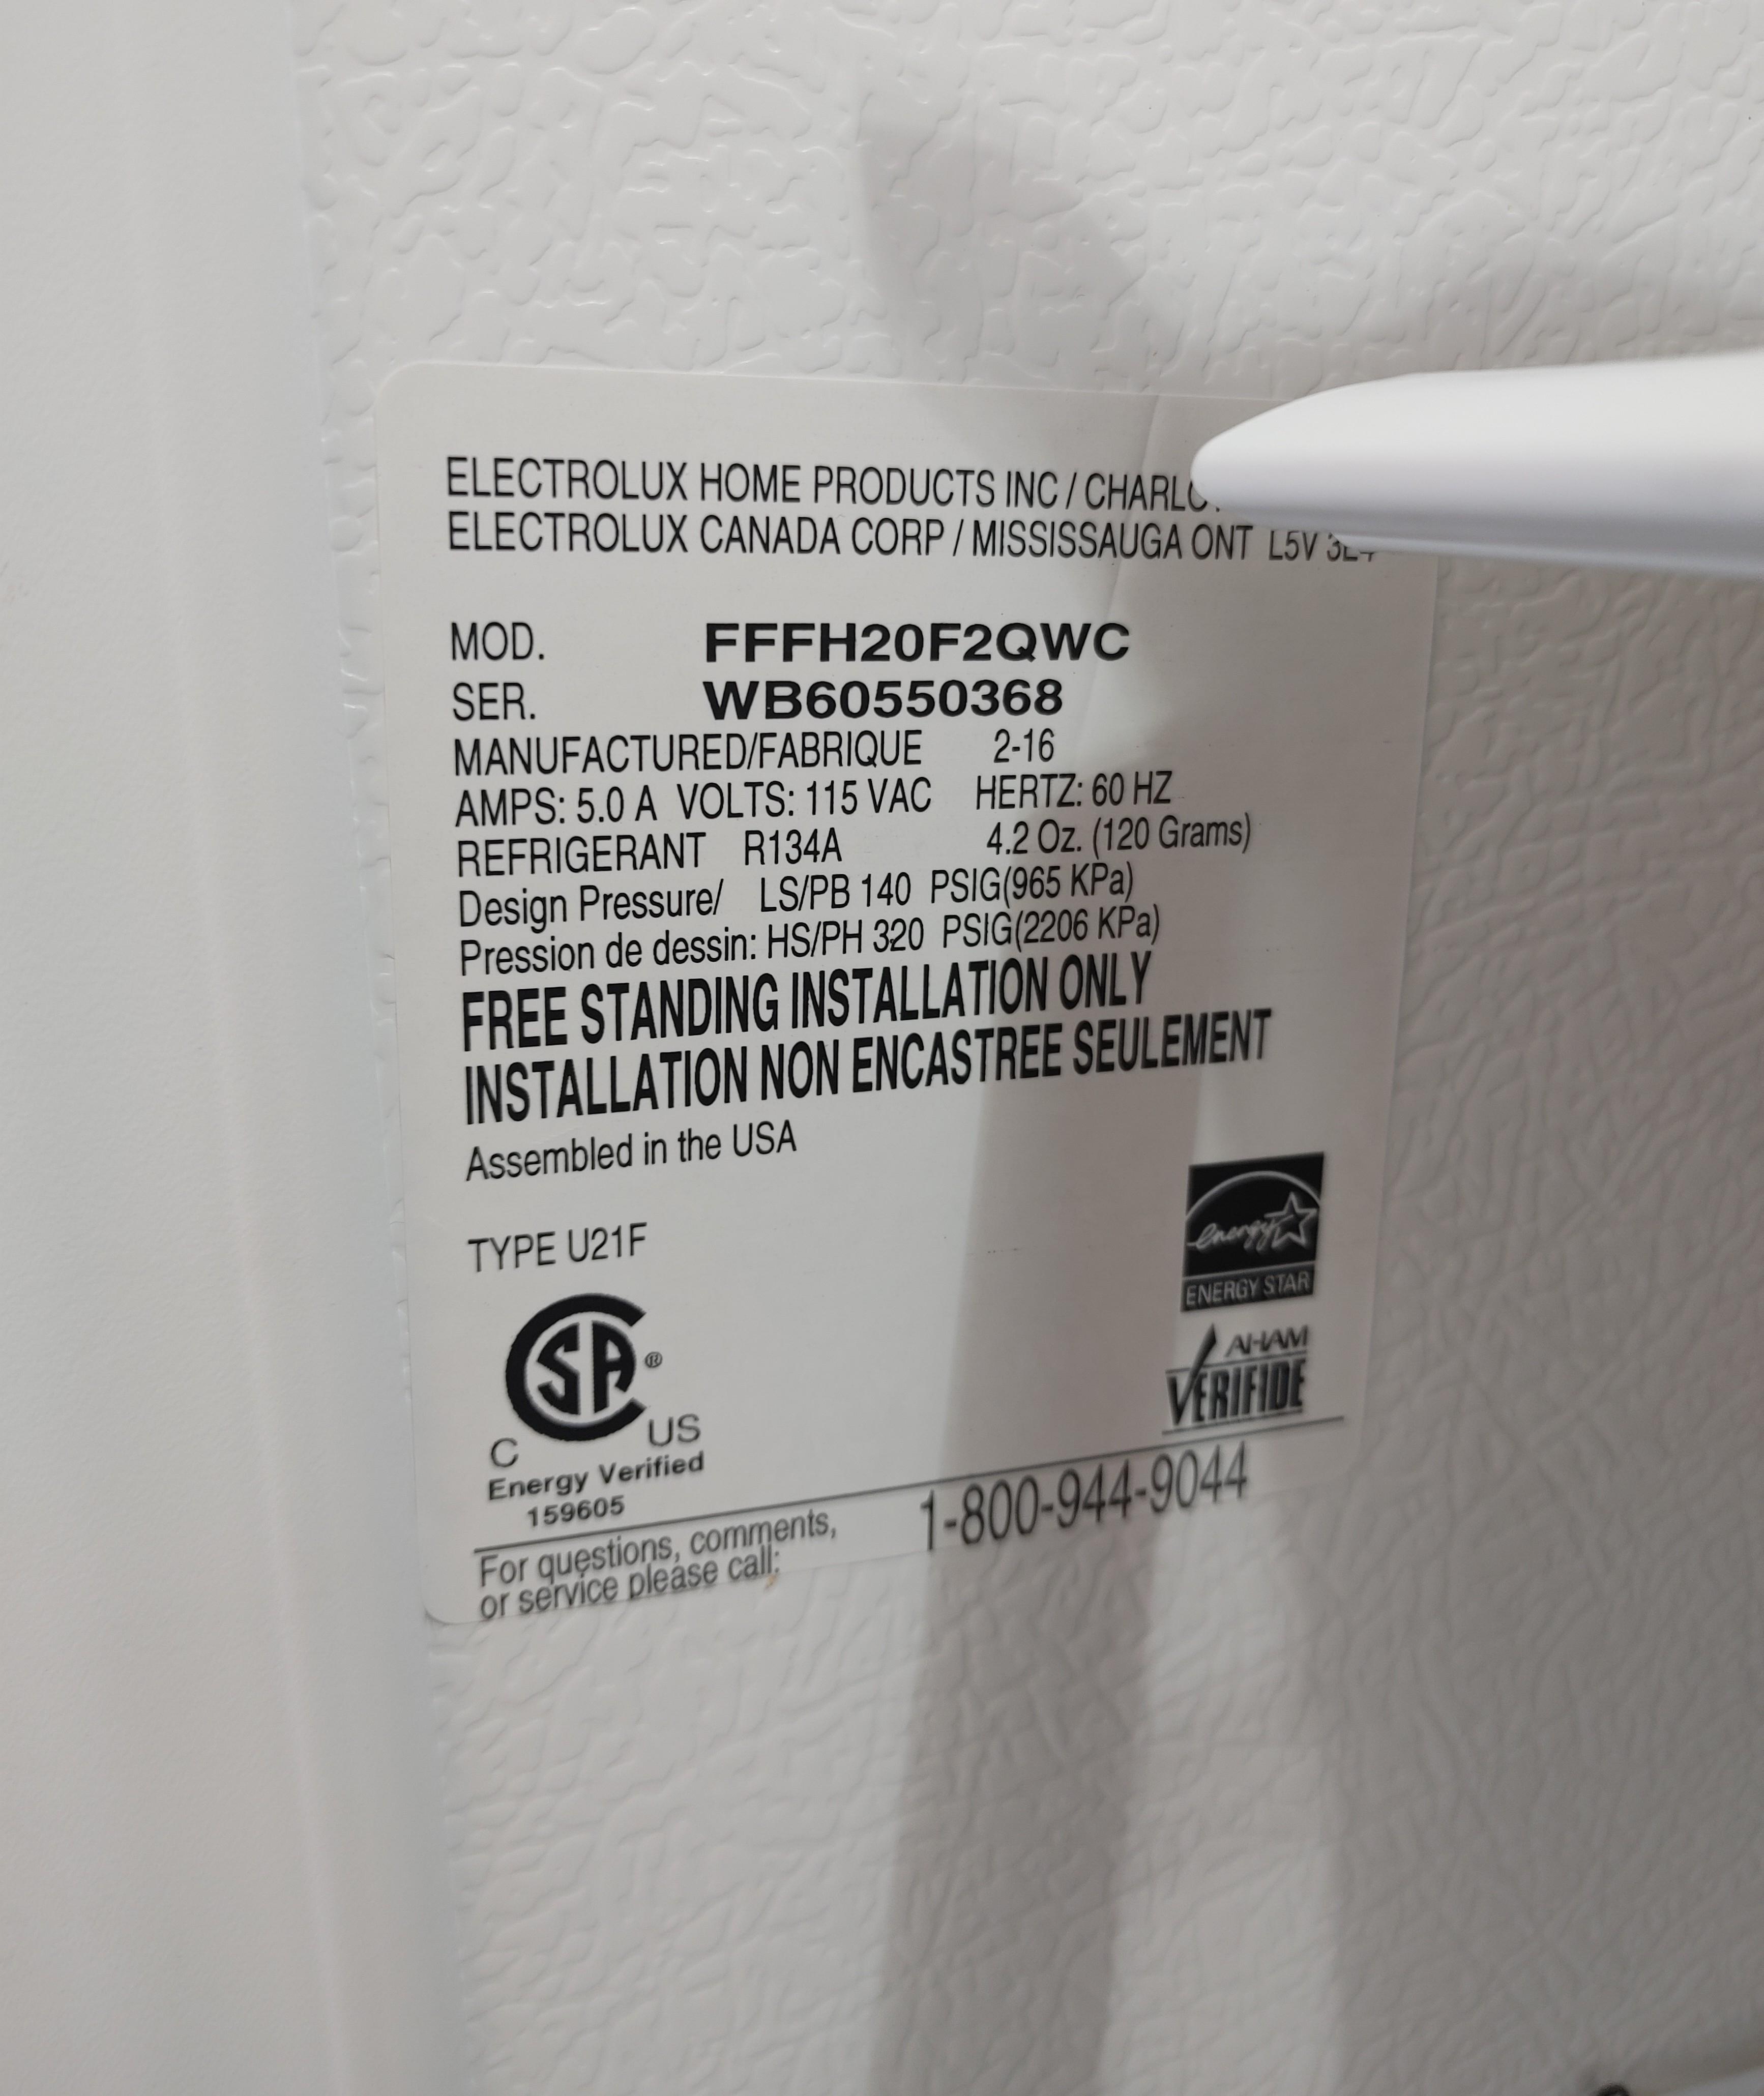 ELECTROLUX HOME PRODUCTS INC /
ELECTROLUX CANADA CORP / MISSISSAUGA ONT L5V
MOD. FFFH20F2QWC
SER. WB60550368
MANUFACTURED/FABRIQUE 2-16
AMPS: 5.0 A VOLTS: 115 VAC HERTZ: 60 HZ
REFRIGERANT R134A 4.2 Oz. (120 Grams)
Design Pressure/ LS/PB 140 PSIG(965 KPa)
Pression de dessin: HS/PH 320 PSIG(2206 KPa)
FREE STANDING INSTALLATION ONLY
INSTALLATION NON ENCASTREE SEULEMENT
Assembled in the USA
energy
ENERGY STAR
TYPE U21F
AHAM
VERIFIDE
CSA®
C US
Energy Verified
159605
For questions, comments, 1-800-944-9044
or service please call: